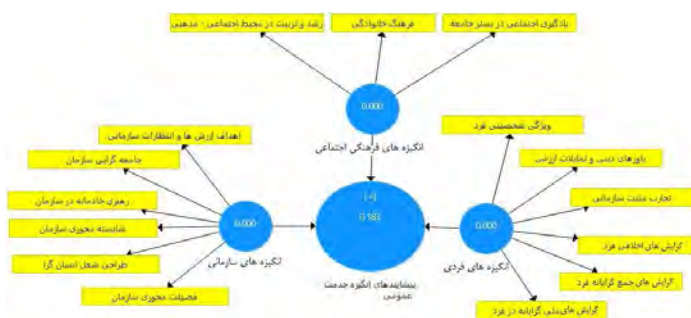 رشد و تربیت در محیط اجتماعی - مذهبی
فرهنگ خانوادگی
یادگیری اجتماعی در بستر جامعه
0.000
انگیزه های فرهنگی اجتماعی
اهداف ارزش ها و انتظارات سازمانی
جامعه گرایی سازمان
رهبری خادمانه در سازمان
شایسته محوری سازمان
طراحی شغل انسان گرا
فضیلت محوری سازمان
0.000
انگیزه های سازمانی
[+]
0.183
پیشایندهای انگیزه خدمت
عمومی
ویژگی شخصیتی فرد
باورهای دینی و تمایلات ارزشی
تجارب مثبت سازمانی
گرایش های اخلاقی فرد
گرایش های جمع گرایانه فرد
گرایش های ملی گرایانه در فرد
0.000
انگیزه های فردی